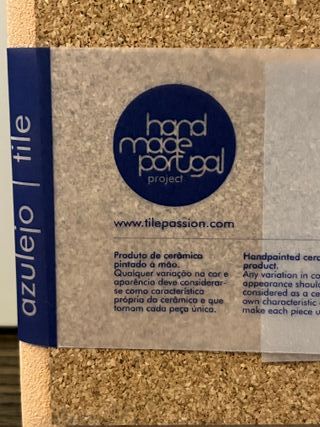 azulejo | tile
hand
made
portugal
project
www.tilepassion.com
Produto de cerâmica
pintado à mão.
Qualquer variação na cor e
aparência deve considerar-
se como característica
própria da cerâmica e que
tornam cada peça única.
Handpainted cera
product.
Any variation in co
appearance should
considered as a ce
own characteristic
make each piece u